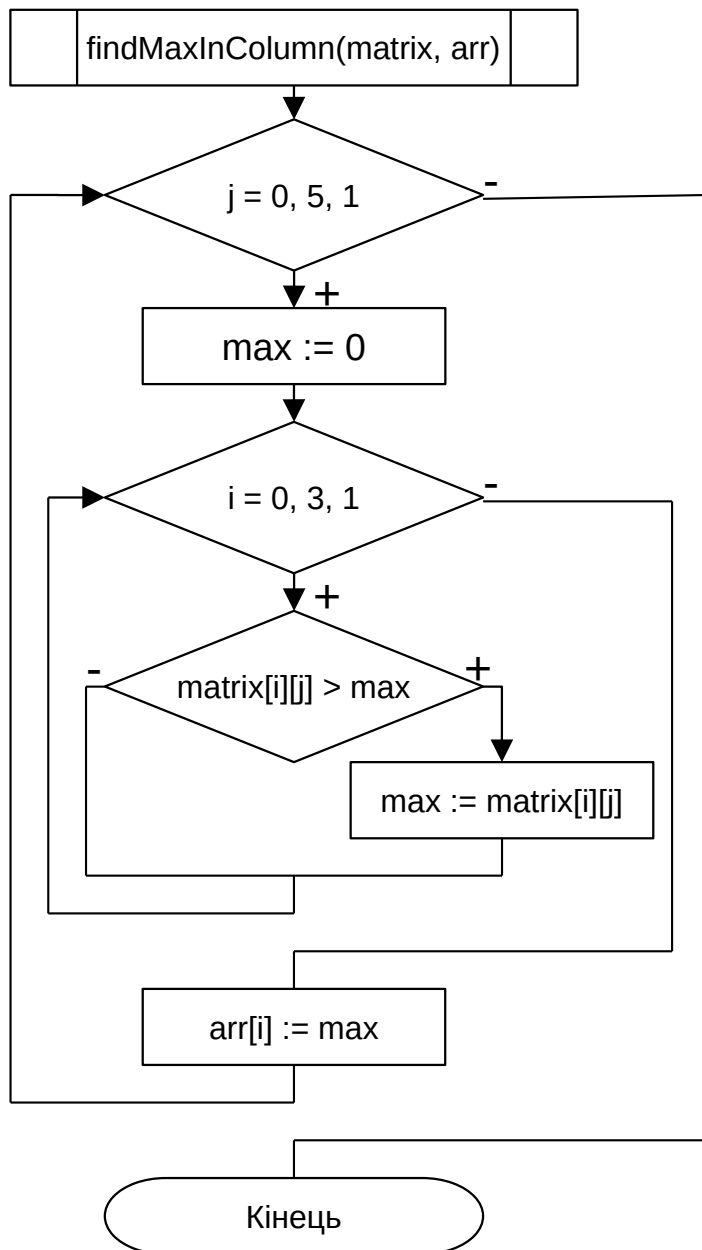 findMaxInColumn(matrix, arr)
j = 0, 5, 1
-
+
max := 0
i = 0, 3, 1
-
+
-
matrix[i][j] > max
+
max := matrix[i][j]
arr[i] := max
Кінець